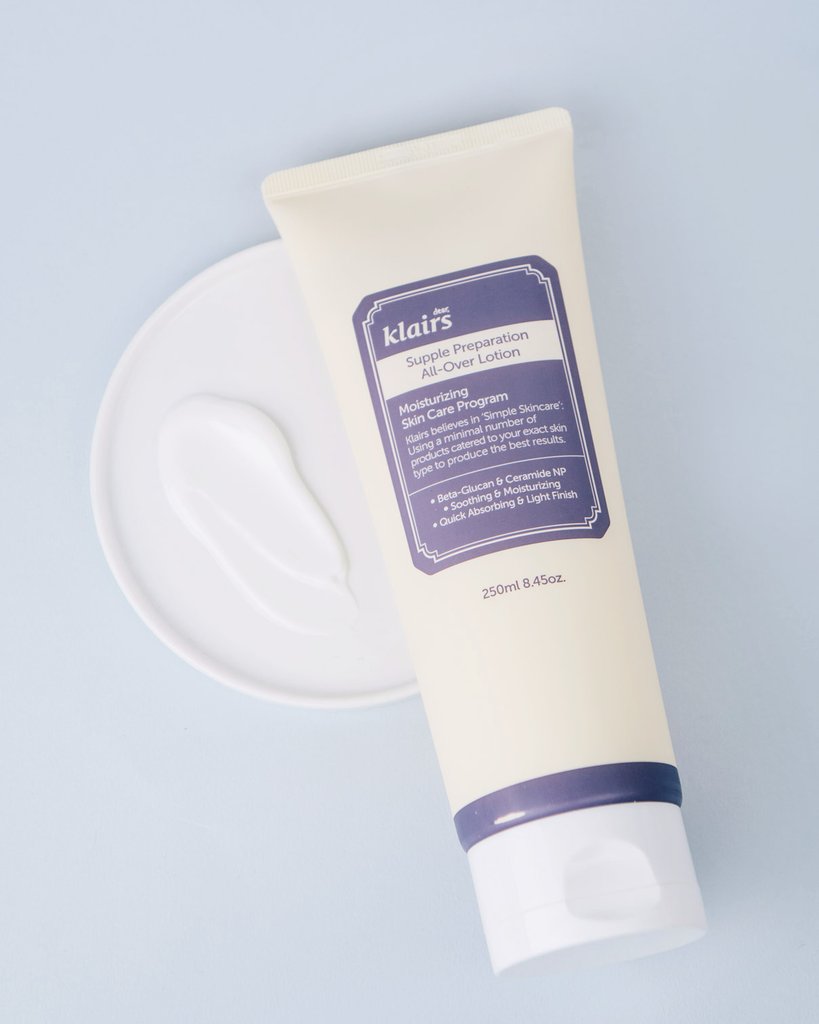 dear,
klairs
Supple Preparation
All-Over Lotion
Moisturizing
Skin Care Program
Klairs believes in 'Simple Skincare':
Using a minimal number of
products catered to your exact skin
type to produce the best results.
• Beta-Glucan & Ceramide NP
• Soothing & Moisturizing
• Quick Absorbing & Light Finish
250ml 8.45oz.